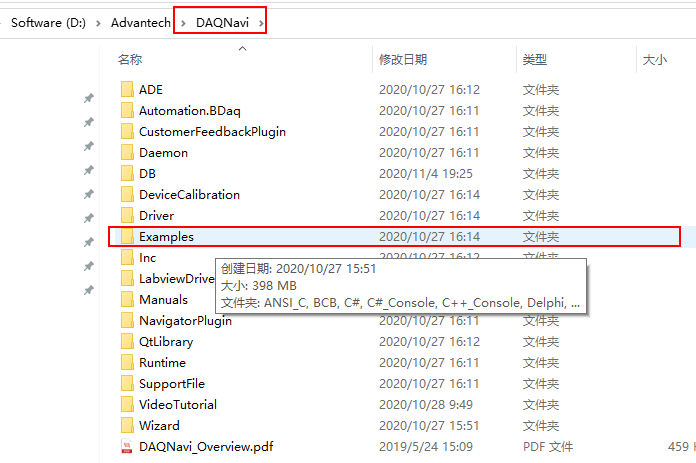 Software (D:) › Advantech › DAQNavi ›
名称 修改日期 类型 大小
ADE 2020/10/27 16:12 文件夹
Automation.BDaq 2020/10/27 16:11 文件夹
CustomerFeedbackPlugin 2020/10/27 16:11 文件夹
Daemon 2020/10/27 16:11 文件夹
DB 2020/11/4 19:25 文件夹
DeviceCalibration 2020/10/27 16:14 文件夹
Driver 2020/10/27 16:14 文件夹
Examples 2020/10/27 16:14 文件夹
Inc 2020/10/27 16:12 文件夹
创建日期: 2020/10/27 15:51
LabviewDrive
大小: 398 MB
Manuals
文件夹: ANSI_C, BCB, C#, C#_Console, C++_Console, Delphi, ...
NavigatorPlugin 2020/10/27 16:11 文件夹
QtLibrary 2020/10/27 16:12 文件夹
Runtime 2020/10/27 16:11 文件夹
SupportFile 2020/10/27 16:11 文件夹
VideoTutorial 2020/10/28 9:49 文件夹
Wizard 2020/10/27 15:51 文件夹
DAQNavi_Overview.pdf 2019/5/24 15:09 PDF 文件 459